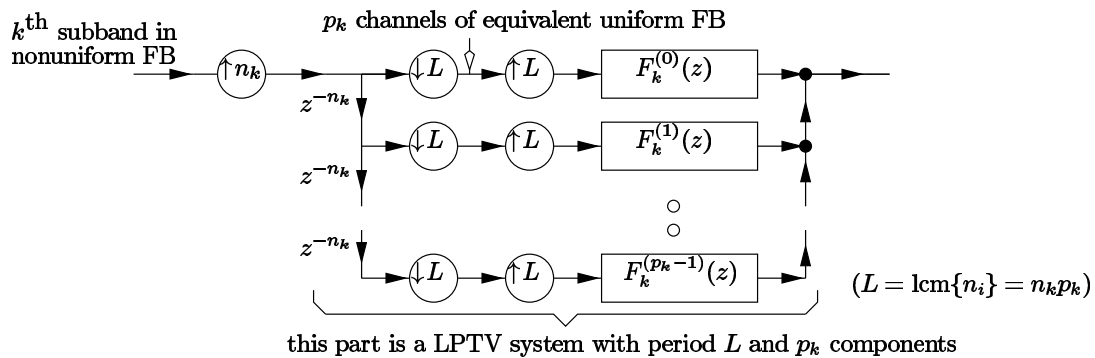 p_k channels of equivalent uniform FB
k^th subband in
nonuniform FB
↑n_k ↓L ↑L F_k^(0)(z)
z^{-n_k}
↓L ↑L F_k^(1)(z)
z^{-n_k}
z^{-n_k}
↓L ↑L F_k^(p_k-1)(z)
(L = lcm{n_i} = n_k p_k)
this part is a LPTV system with period L and p_k components